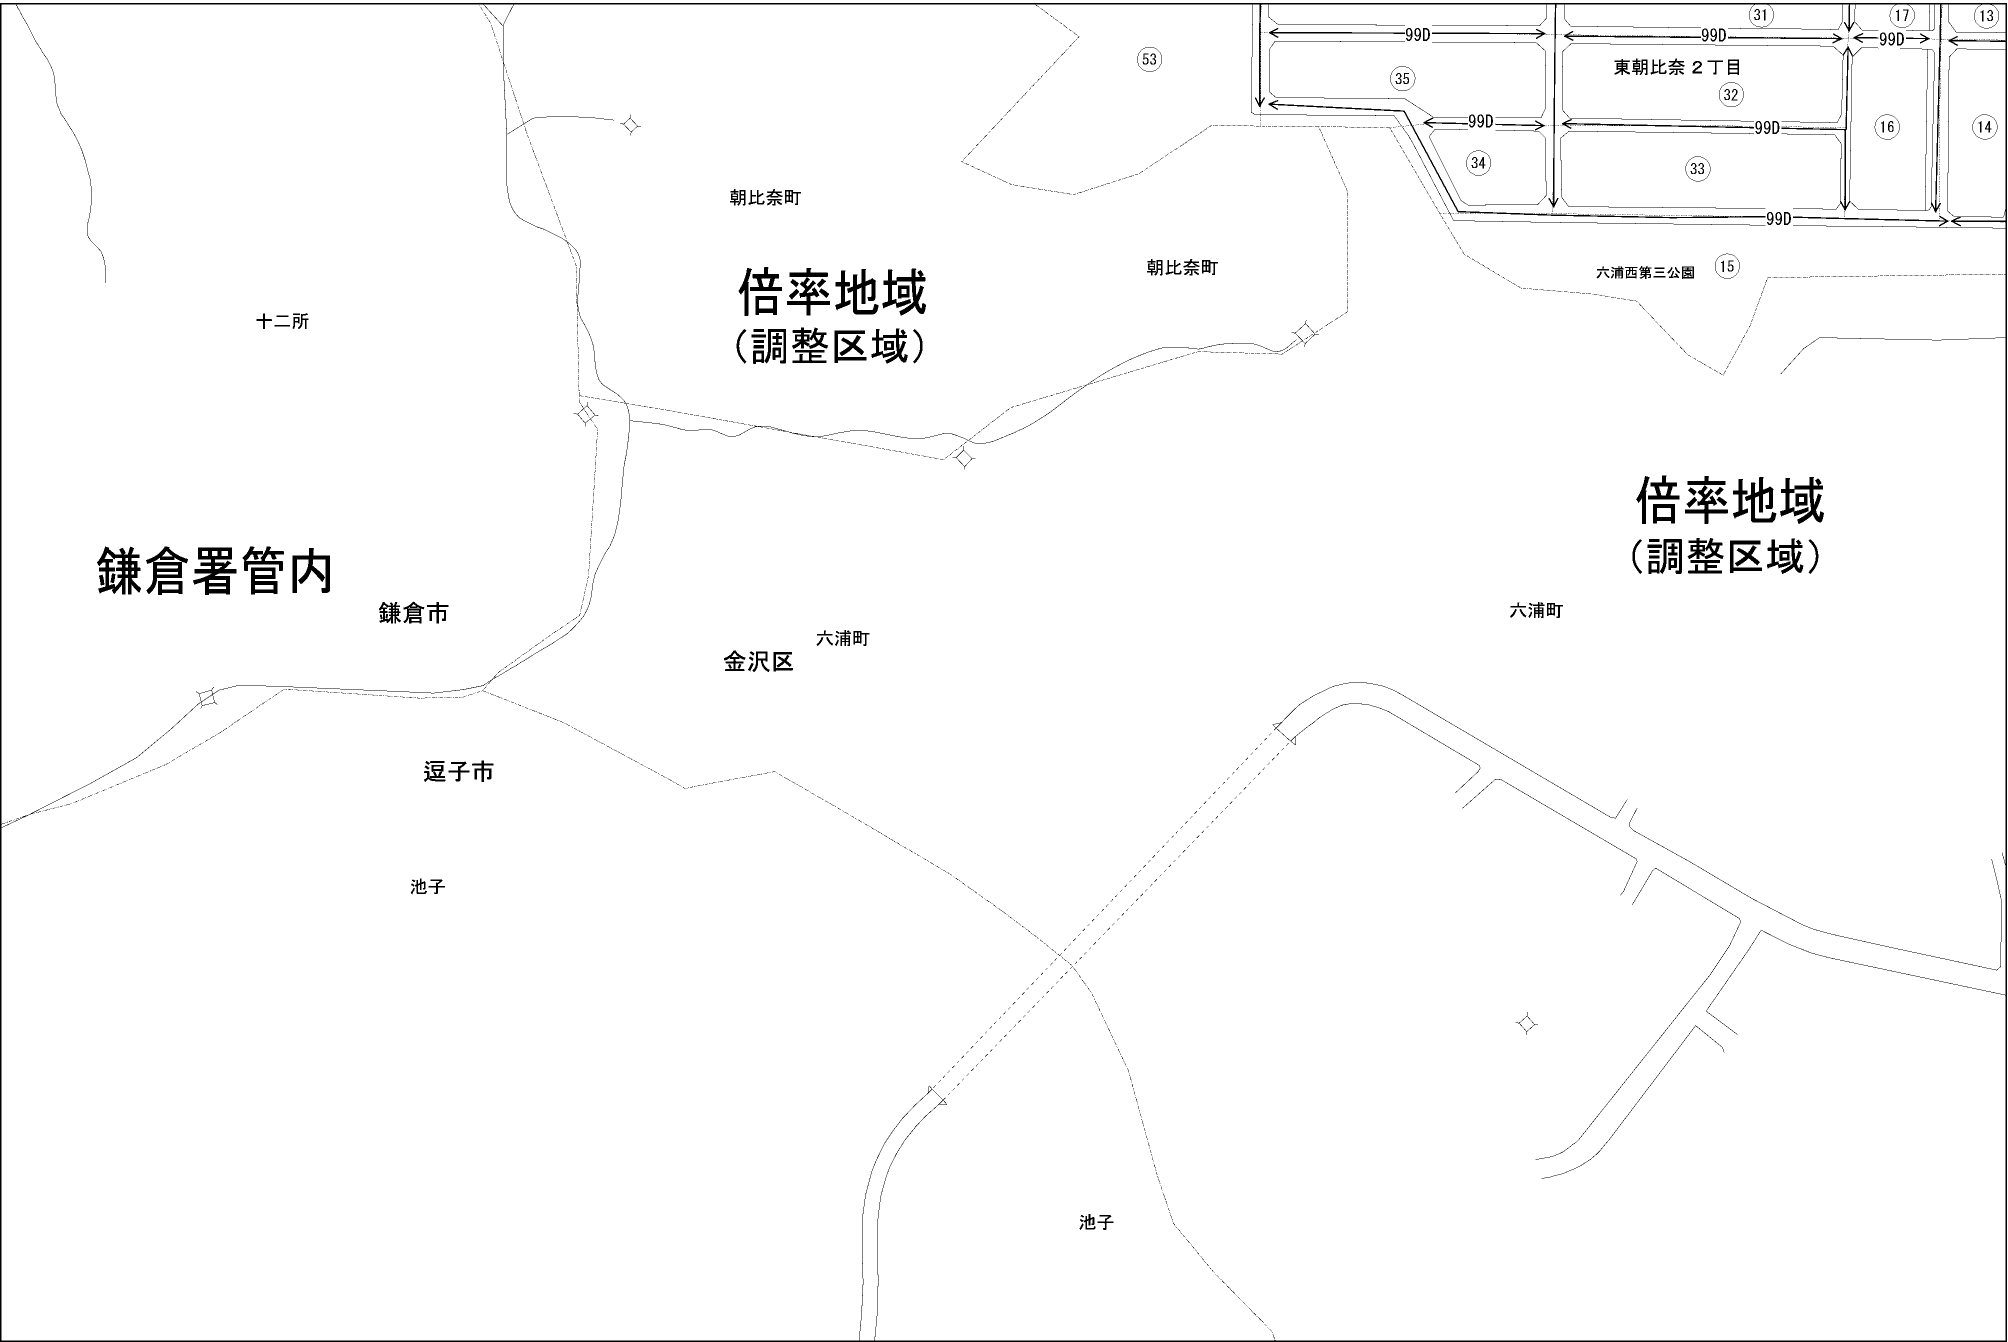 31
17
13
99D
99D
99D
53
東朝比奈２丁目
35
32
99D
99D
16
14
34
33
朝比奈町
99D
朝比奈町
六浦西第三公園
15
倍率地域
(調整区域)
十二所
倍率地域
(調整区域)
鎌倉署管内
鎌倉市
六浦町
六浦町
金沢区
逗子市
池子
池子